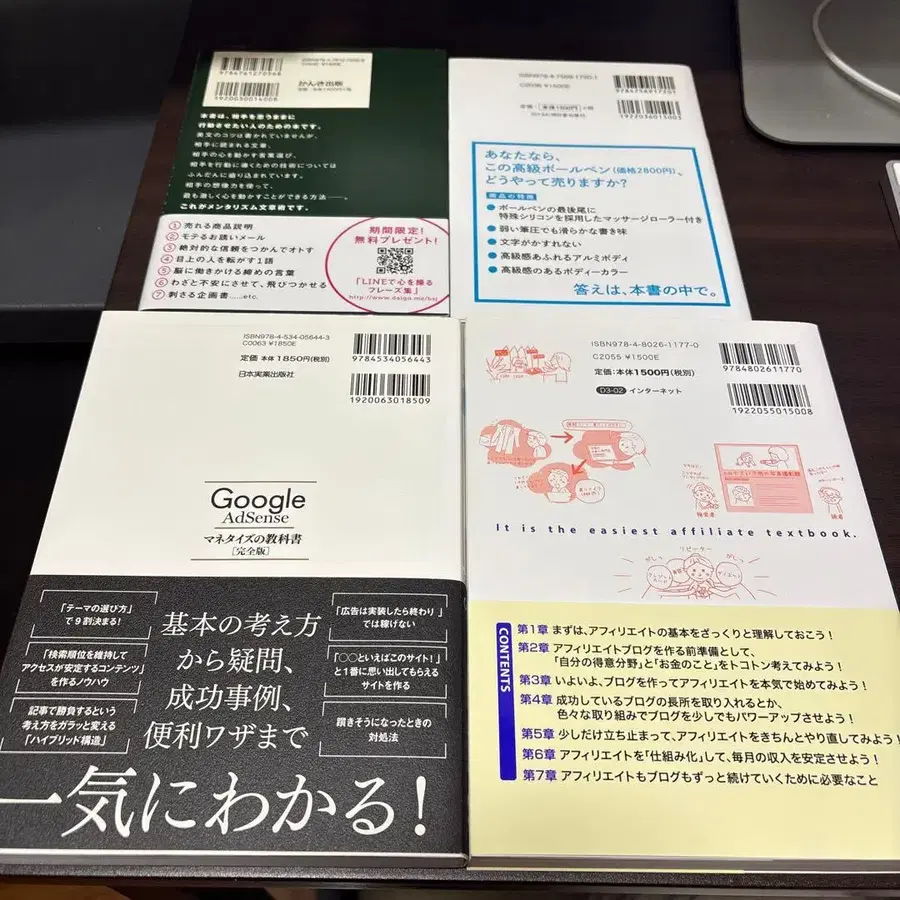 9784761270568
かんき出版
1920030014008
本書は、相手を思うままに
行動させたい人のための本です。
美文のコツは書かれていませんが、
相手に読まれる文章、
相手の心を動かす言葉選び、
相手を行動に導くための技術については
ふんだんに盛り込まれています。
相手の想像力を使って、
最も激しく心を動かすことができる方法──。
これがメンタリズム文章術です。
① 売れる商品説明
② モテるお誘いメール
③ 絶対的な信頼をつかんでオトす
④ 目上の人を転がす1語
⑤ 脳に働きかける締めの言葉
⑥ わざと不安にさせて、飛びつかせる
⑦ 刺さる企画書……etc.
期間限定!
無料プレゼント!
「LINEで心を操る
フレーズ集」
9784756917201
1922036015003
あなたなら、
この高級ボールペン(価格2800円)、
どうやって売りますか?
商品の特徴
● ボールペンの最後尾に
特殊シリコンを採用したマッサージローラー付き
● 弱い筆圧でも滑らかな書き味
● 文字がかすれない
● 高級感あふれるアルミボディ
● 高級感のあるボディーカラー
答えは、本書の中で。
ISBN978-4-534-05644-3
C0063 ¥1850E
定価 本体1850円(税別)
日本実業出版社
9784534056443
1920063018509
Google
AdSense
マネタイズの教科書
[完全版]
「テーマの選び方」
で9割決まる!
「検索順位を維持して
アクセスが安定するコンテンツ」
を作るノウハウ
記事で勝負するという
考え方をガラッと変える
「ハイブリッド構造」
基本の考え方
から疑問、
成功事例、
便利ワザまで
「広告は実装したら終わり」
では稼げない
「○○といえばこのサイト!」
と1番に思い出してもらえる
サイトを作る
躓きそうになったときの
対処法
一気にわかる!
ISBN978-4-8026-1177-0
C2055 ¥1500E
定価:本体1500円(税別)
D3-02 インターネット
9784802611770
1922055015008
It is the easiest affiliate textbook.
リピーター
CONTENTS
第1章 まずは、アフィリエイトの基本をざっくりと理解しておこう!
第2章 アフィリエイトブログを作る前準備として、
「自分の得意分野」と「お金のこと」をトコトン考えてみよう!
第3章 いよいよ、ブログを作ってアフィリエイトを本気で始めてみよう!
第4章 成功しているブログの長所を取り入れるとか、
色々な取り組みでブログを少しでもパワーアップさせよう!
第5章 少しだけ立ち止まって、アフィリエイトをきちんとやり直してみよう!
第6章 アフィリエイトを「仕組み化」して、毎月の収入を安定させよう!
第7章 アフィリエイトもブログもずっと続けていくために必要なこと